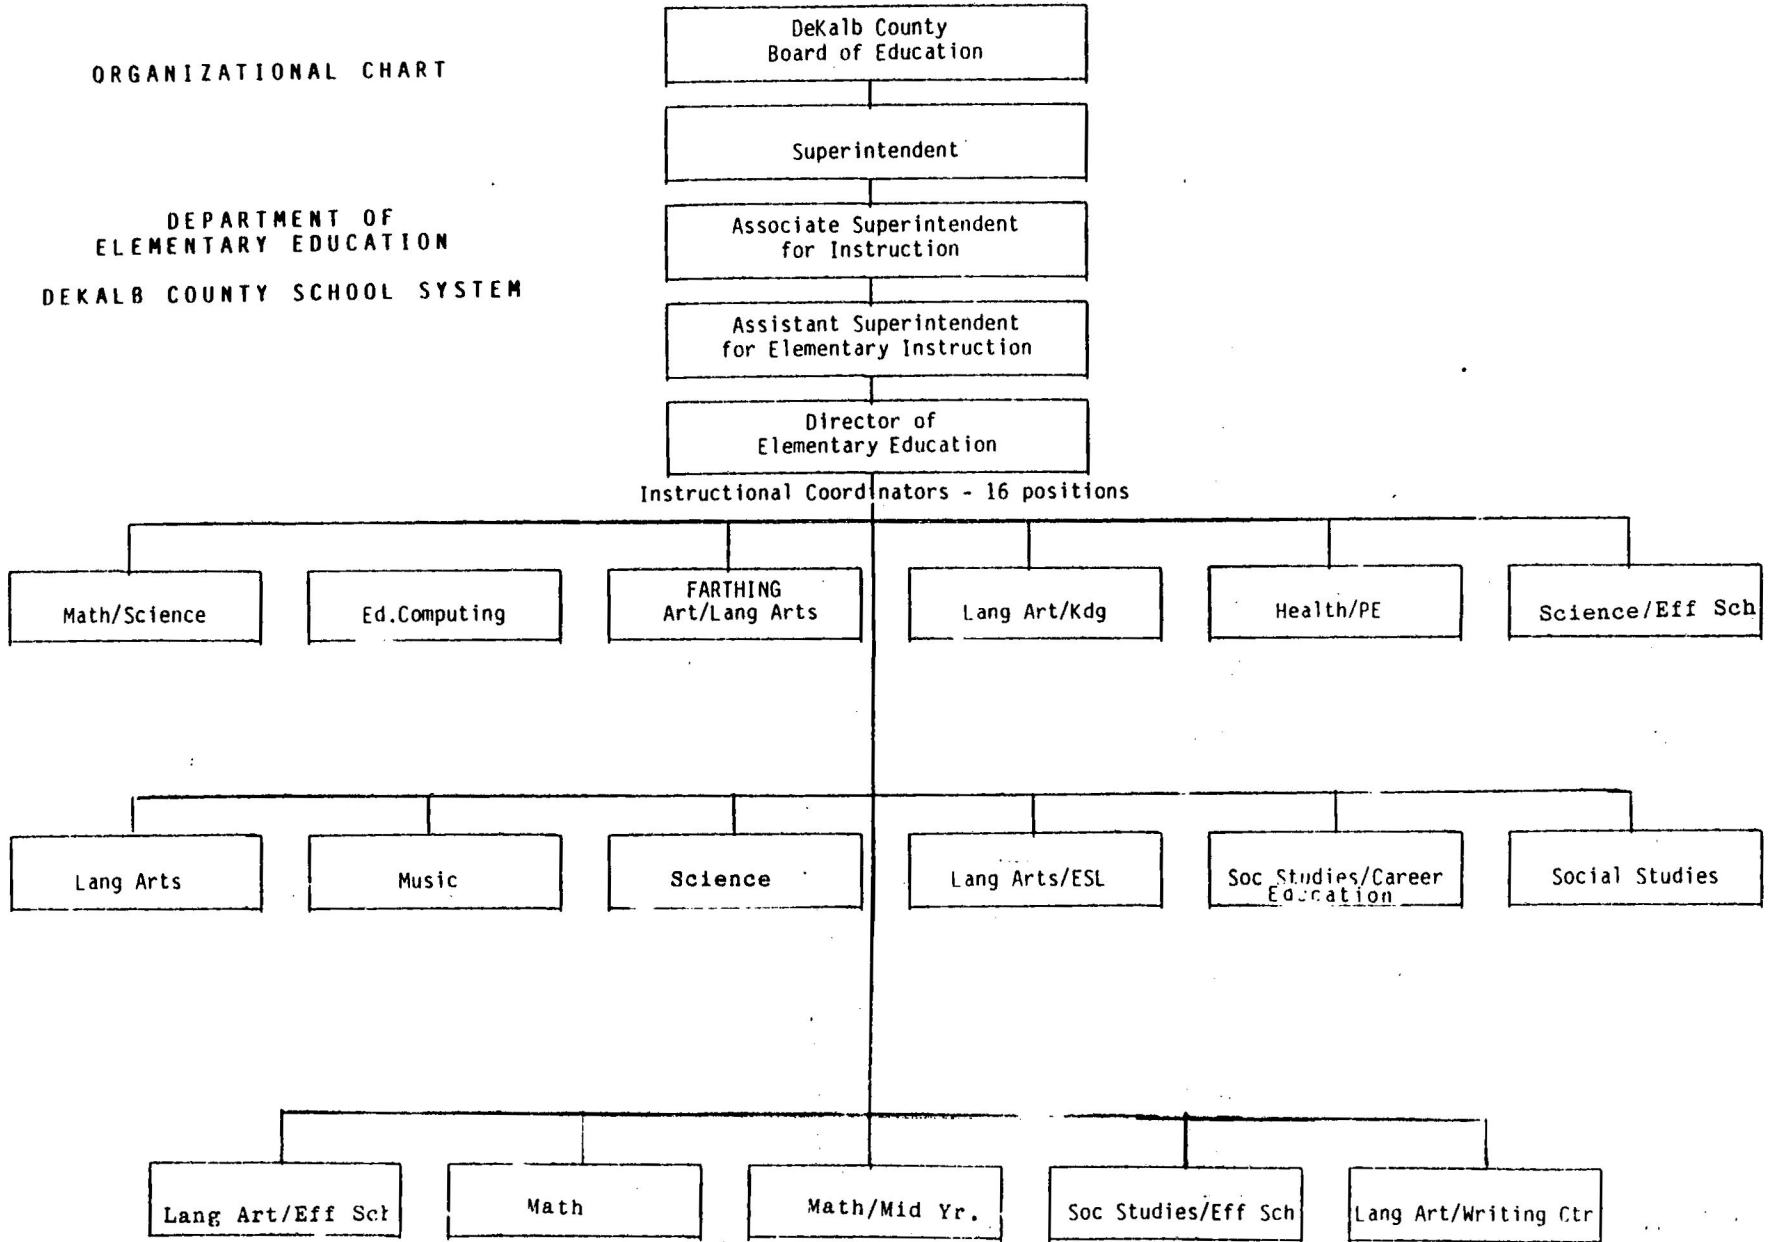 ORGANIZATIONAL CHART
DEPARTMENT OF
ELEMENTARY EDUCATION
DEKALB COUNTY SCHOOL SYSTEM
DeKalb County
Board of Education
Superintendent
Associate Superintendent
for Instruction
Assistant Superintendent
for Elementary Instruction
Director of
Elementary Education
Instructional Coordinators - 16 positions
Math/Science
Ed.Computing
FARTHING
Art/Lang Arts
Lang Art/Kdg
Health/PE
Science/Eff Sch
Lang Arts
Music
Science
Lang Arts/ESL
Soc Studies/Career
Education
Social Studies
Lang Art/Eff Sch
Math
Math/Mid Yr.
Soc Studies/Eff Sch
Lang Art/Writing Ctr